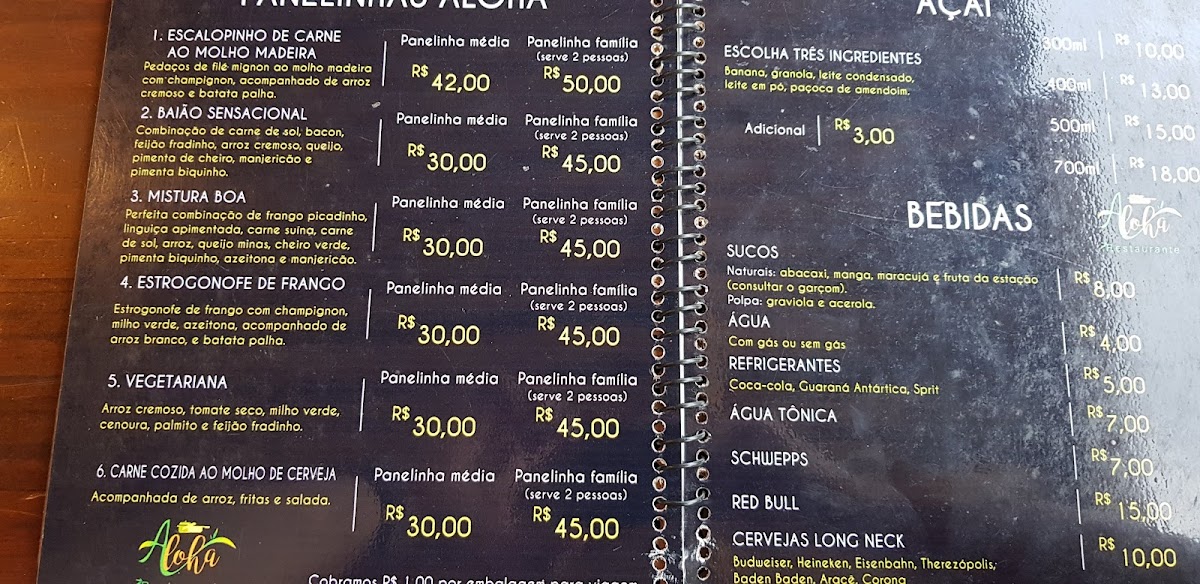 PANELINHAS ALOHA
1. ESCALOPINHO DE CARNE
AO MOLHO MADEIRA
Pedaços de filé mignon ao molho madeira
com champignon, acompanhado de arroz
cremoso e batata palha.
Panelinha média
R$ 42,00
Panelinha família
(serve 2 pessoas)
R$ 50,00
2. BAIÃO SENSACIONAL
Combinação de carne de sol, bacon,
feijão fradinho, arroz cremoso, queijo,
pimenta de cheiro, manjericão e
pimenta biquinho.
Panelinha média
R$ 30,00
Panelinha família
(serve 2 pessoas)
R$ 45,00
3. MISTURA BOA
Perfeita combinação de frango picadinho,
linguiça apimentada, carne suína, carne
de sol, arroz, queijo minas, cheiro verde,
pimenta biquinho, azeitona e manjericão.
Panelinha média
R$ 30,00
Panelinha família
(serve 2 pessoas)
R$ 45,00
4. ESTROGONOFE DE FRANGO
Estrogonofe de frango com champignon,
milho verde, azeitona, acompanhado de
arroz branco, e batata palha.
Panelinha média
R$ 30,00
Panelinha família
(serve 2 pessoas)
R$ 45,00
5. VEGETARIANA
Arroz cremoso, tomate seco, milho verde,
cenoura, palmito e feijão fradinho.
Panelinha média
R$ 30,00
Panelinha família
(serve 2 pessoas)
R$ 45,00
6. CARNE COZIDA AO MOLHO DE CERVEJA
Acompanhada de arroz, fritas e salada.
Panelinha média
R$ 30,00
Panelinha família
(serve 2 pessoas)
R$ 45,00
Aloha
Cobramos R$ 1,00 por embalagem para viagem
AÇAÍ
ESCOLHA TRÊS INGREDIENTES
Banana, granola, leite condensado,
leite em pó, paçoca de amendoim.
Adicional R$ 3,00
300ml R$ 10,00
400ml R$ 13,00
500ml R$ 15,00
700ml R$ 18,00
Aloha
Restaurante
BEBIDAS
SUCOS
Naturais: abacaxi, manga, maracujá e fruta da estação
(consultar o garçom).
Polpa: graviola e acerola.
R$ 8,00
ÁGUA
Com gás ou sem gás
R$ 4,00
REFRIGERANTES
Coca-cola, Guaraná Antártica, Sprit
R$ 5,00
ÁGUA TÔNICA
R$ 7,00
SCHWEPPS
R$ 7,00
RED BULL
R$ 15,00
CERVEJAS LONG NECK
Budweiser, Heineken, Eisenbahn, Therezópolis,
Baden Baden, Aracê, Corona
R$ 10,00